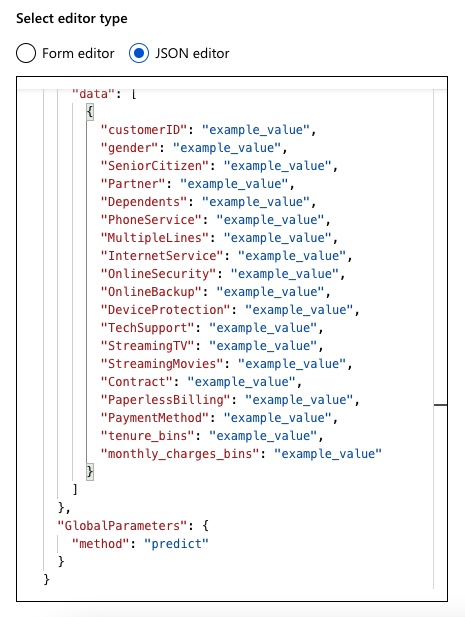 Select editor type
Form editor
JSON editor
"data": [
{
"customerID": "example_value",
"gender": "example_value",
"SeniorCitizen": "example_value",
"Partner": "example_value",
"Dependents": "example_value",
"PhoneService": "example_value",
"MultipleLines": "example_value",
"InternetService": "example_value",
"OnlineSecurity": "example_value",
"OnlineBackup": "example_value",
"DeviceProtection": "example_value",
"TechSupport": "example_value",
"StreamingTV": "example_value",
"StreamingMovies": "example_value",
"Contract": "example_value",
"PaperlessBilling": "example_value",
"PaymentMethod": "example_value",
"tenure_bins": "example_value",
"monthly_charges_bins": "example_value"
}
]
},
"GlobalParameters": {
"method": "predict"
}
}